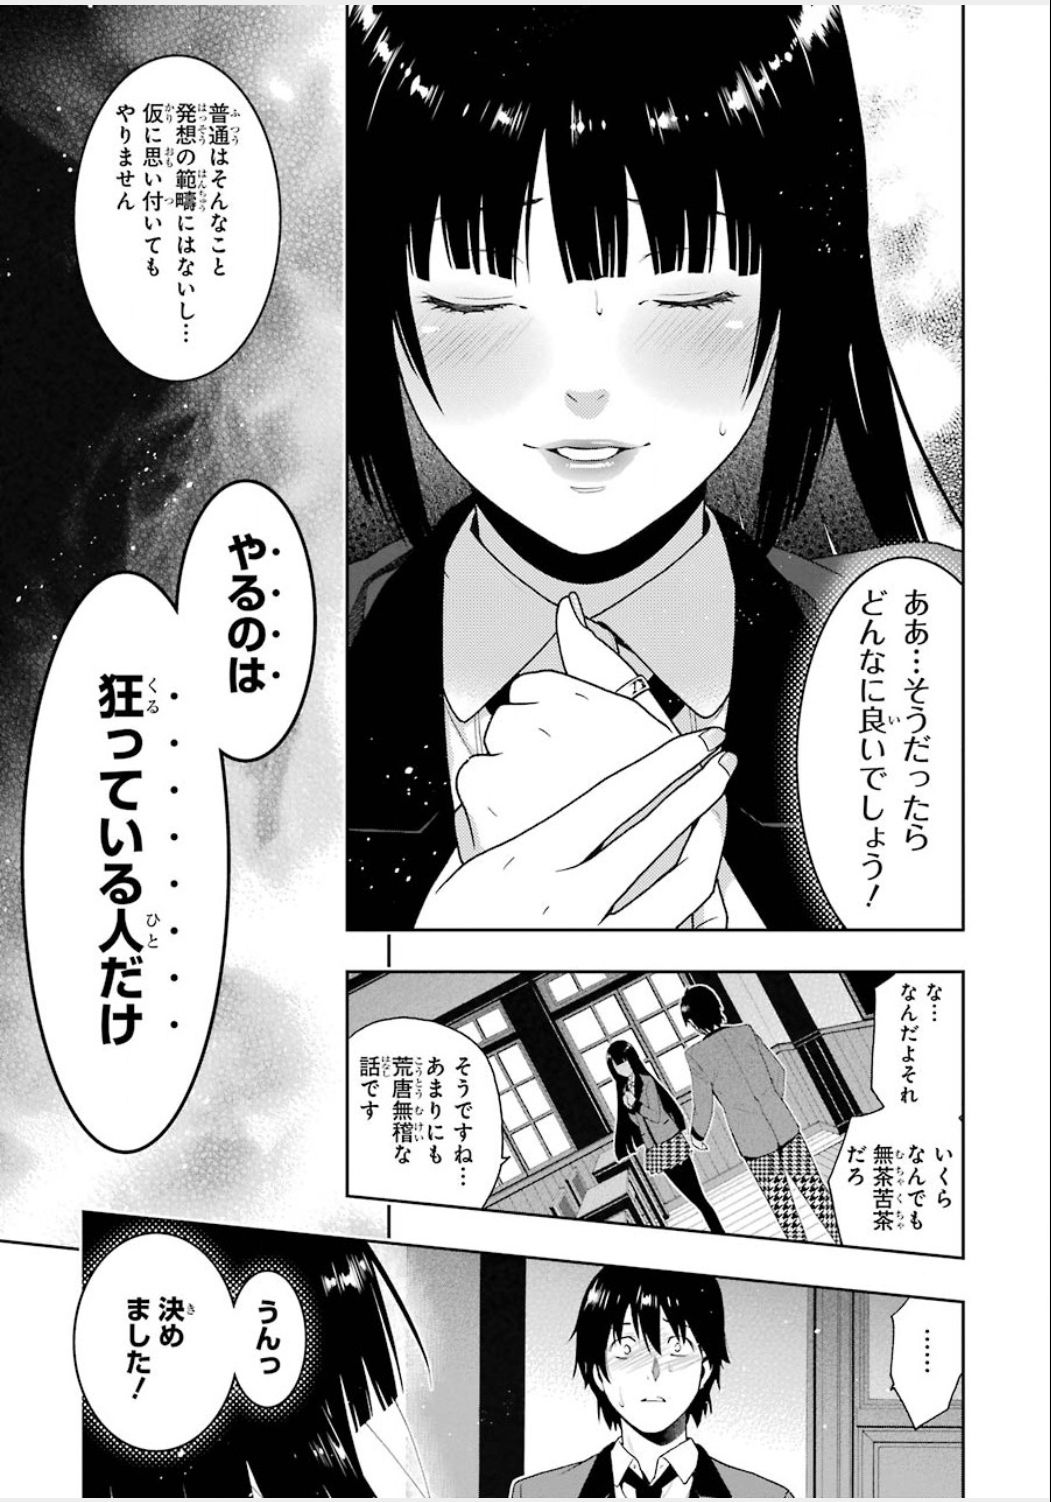 ああ…そうだったら
どんなに良いでしょう!
な…
なんだよそれ
いくら
なんでも
無茶苦茶
だろ
そうですね…
あまりにも
荒唐無稽な
話です
普通はそんなこと
発想の範疇にはないし…
仮に思い付いても
やりません
やるのは
狂っている人だけ
……
うんっ
決め
ました!